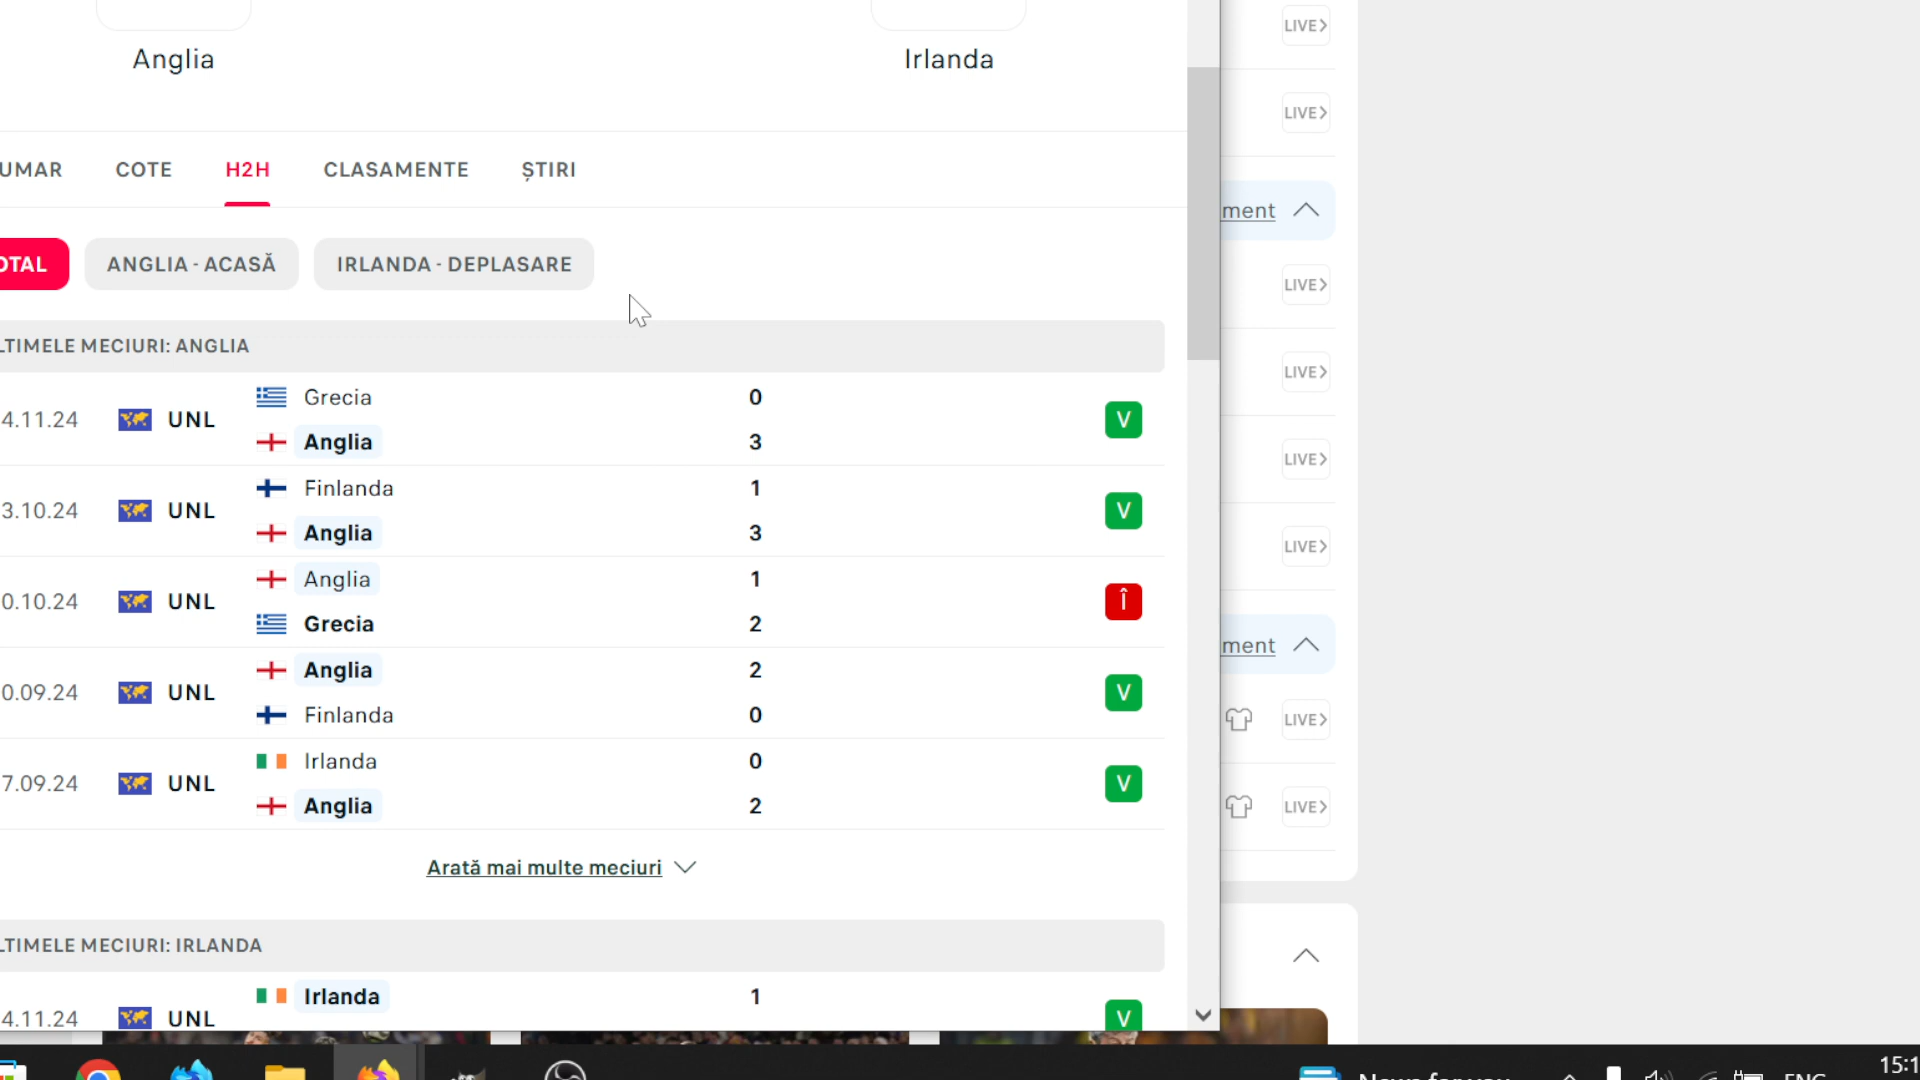 Anglia
Irlanda
LIVE
LIVE
UMAR COTE H2H CLASAMENTE ȘTIRI
ment
OTAL ANGLIA - ACASĂ IRLANDA - DEPLASARE
LIVE
LTIMELE MECIURI: ANGLIA
LIVE
Grecia 0
4.11.24 UNL V
Anglia 3
LIVE
Finlanda 1
3.10.24 UNL V
Anglia 3
LIVE
Anglia 1
0.10.24 UNL Î
Grecia 2
ment
Anglia 2
0.09.24 UNL V
Finlanda 0
LIVE
Irlanda 0
7.09.24 UNL V
Anglia 2
LIVE
Arată mai multe meciuri
LTIMELE MECIURI: IRLANDA
Irlanda 1
4.11.24 UNL V
15:1